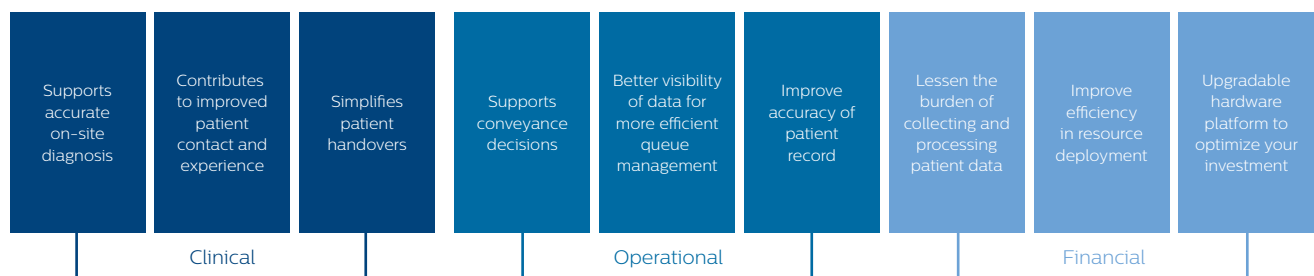 Supports
accurate
on-site
diagnosis
Contributes
to improved
patient
contact and
experience
Simplifies
patient
handovers
Supports
conveyance
decisions
Better visibility
of data for
more efficient
queue
management
Improve
accuracy of
patient
record
Lessen the
burden of
collecting and
processing
patient data
Improve
efficiency
in resource
deployment
Upgradable
hardware
platform to
optimize your
investment
Clinical
Operational
Financial